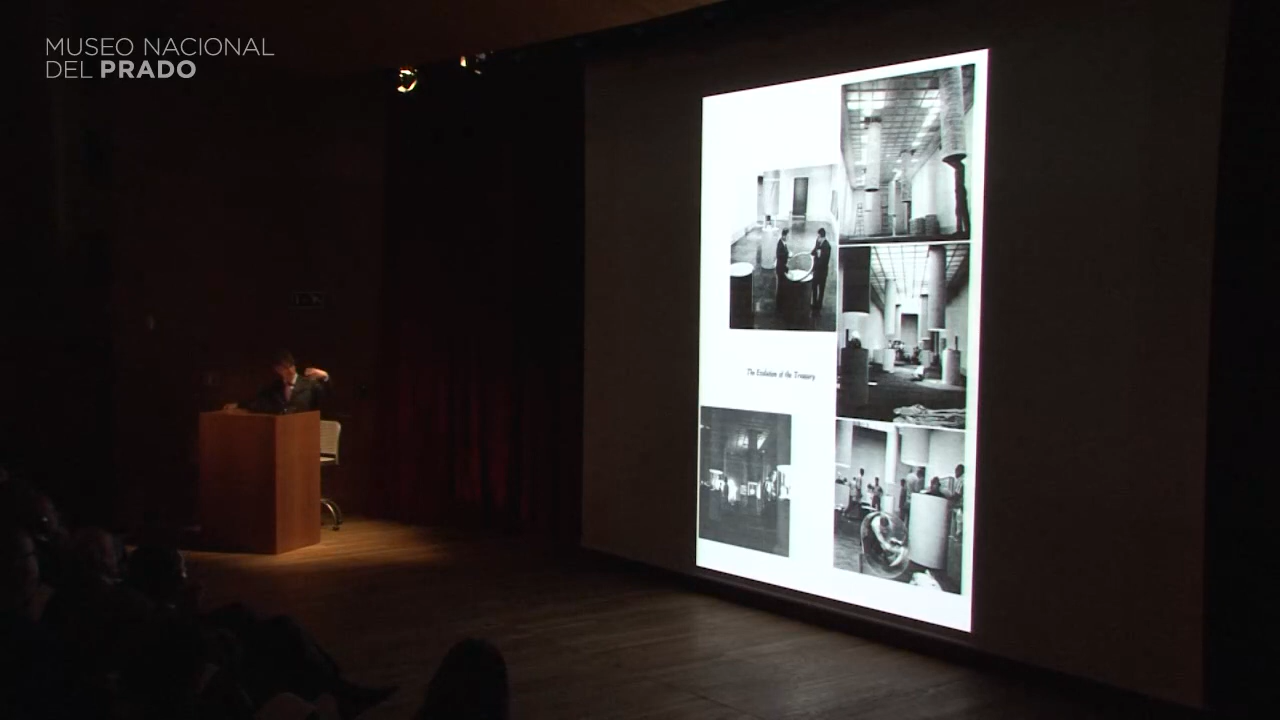 MUSEO NACIONAL
DEL PRADO
The Evolution of the Treasury